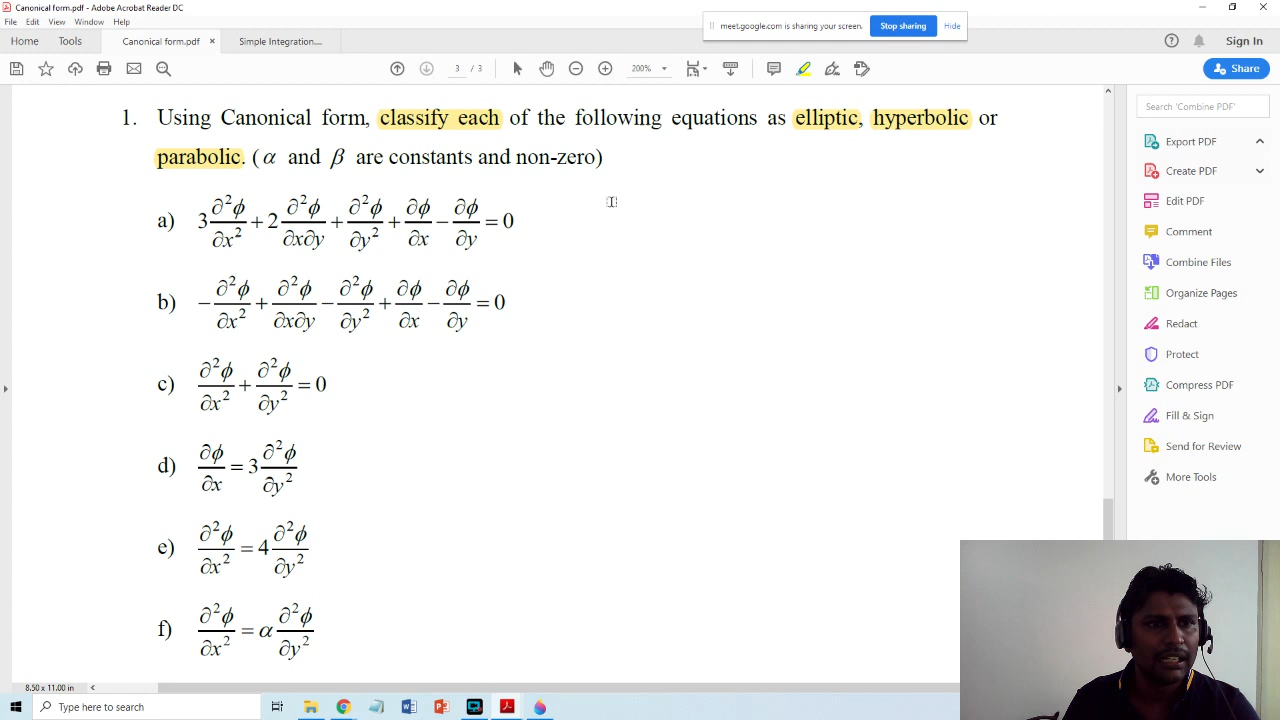 Canonical form.pdf - Adobe Acrobat Reader DC
File Edit View Window Help
meet.google.com is sharing your screen. Stop sharing Hide
Home Tools Canonical form.pdf × Simple Integration.... Sign In
3 / 3 200% Share
1. Using Canonical form, classify each of the following equations as elliptic, hyperbolic or
parabolic. (α and β are constants and non-zero)
a) 3 ∂²ϕ/∂x² + 2 ∂²ϕ/∂x∂y + ∂²ϕ/∂y² + ∂ϕ/∂x − ∂ϕ/∂y = 0
b) − ∂²ϕ/∂x² + ∂²ϕ/∂x∂y − ∂²ϕ/∂y² + ∂ϕ/∂x − ∂ϕ/∂y = 0
c) ∂²ϕ/∂x² + ∂²ϕ/∂y² = 0
d) ∂ϕ/∂x = 3 ∂²ϕ/∂y²
e) ∂²ϕ/∂x² = 4 ∂²ϕ/∂y²
f) ∂²ϕ/∂x² = α ∂²ϕ/∂y²
8.50 x 11.00 in
Search 'Combine PDF'
Export PDF
Create PDF
Edit PDF
Comment
Combine Files
Organize Pages
Redact
Protect
Compress PDF
Fill & Sign
Send for Review
More Tools
Type here to search